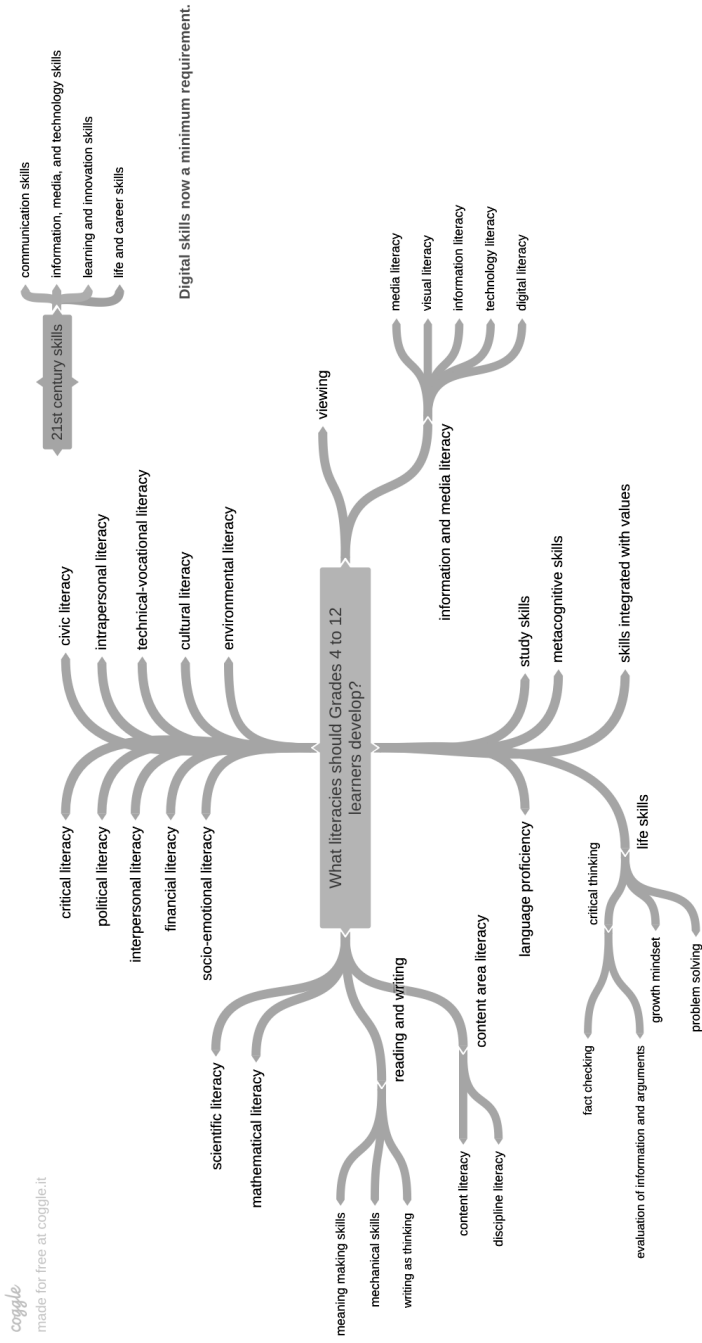 coggle
made for free at coggle.it
21st century skills
communication skills
information, media, and technology skills
learning and innovation skills
life and career skills
Digital skills now a minimum requirement.
What literacies should Grades 4 to 12
learners develop?
viewing
information and media literacy
media literacy
visual literacy
information literacy
technology literacy
digital literacy
civic literacy
intrapersonal literacy
technical-vocational literacy
cultural literacy
environmental literacy
critical literacy
political literacy
interpersonal literacy
financial literacy
socio-emotional literacy
scientific literacy
mathematical literacy
reading and writing
meaning making skills
mechanical skills
writing as thinking
content area literacy
content literacy
discipline literacy
study skills
metacognitive skills
skills integrated with values
language proficiency
life skills
critical thinking
fact checking
evaluation of information and arguments
growth mindset
problem solving